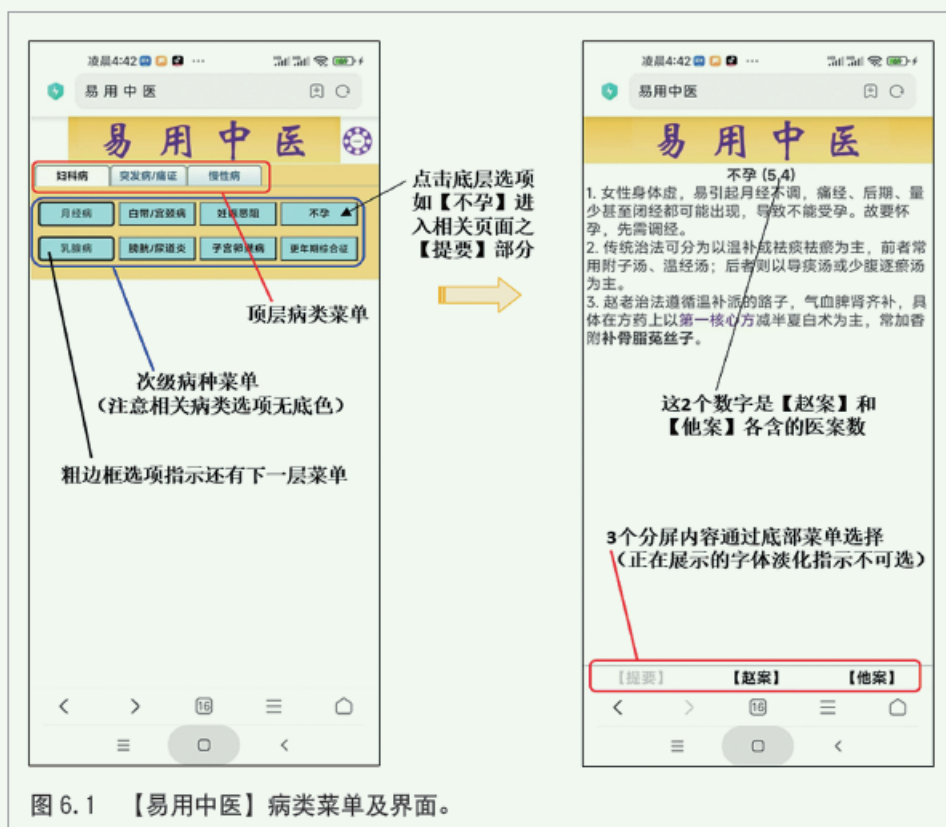 凌晨4:42
易用中医
易用中医
妇科病 突发病/痛证 慢性病
月经病 白带/宫颈病 妊娠恶阻 不孕
乳腺病 膀胱/尿道炎 子宫卵巢病 更年期综合征
点击底层选项
如【不孕】进
入相关页面之
【提要】部分
顶层病类菜单
次级病种菜单
（注意相关病类选项无底色）
粗边框选项指示还有下一层菜单
16
凌晨4:42
易用中医
易用中医
不孕 (5,4)
1. 女性身体虚，易引起月经不调，痛经、后期、量
少甚至闭经都可能出现，导致不能受孕。故要怀
孕，先需调经。
2. 传统治法可分为以温补或祛痰祛瘀为主，前者常
用附子汤、温经汤；后者则以导痰汤或少腹逐瘀汤
为主。
3. 赵老治法遵循温补派的路子，气血脾肾齐补，具
体在方药上以第一核心方减半夏白术为主，常加香
附补骨脂菟丝子。
这2个数字是【赵案】和
【他案】各含的医案数
3个分屏内容通过底部菜单选择
（正在展示的字体淡化指示不可选）
【提要】 【赵案】 【他案】
16
图 6.1 【易用中医】病类菜单及界面。